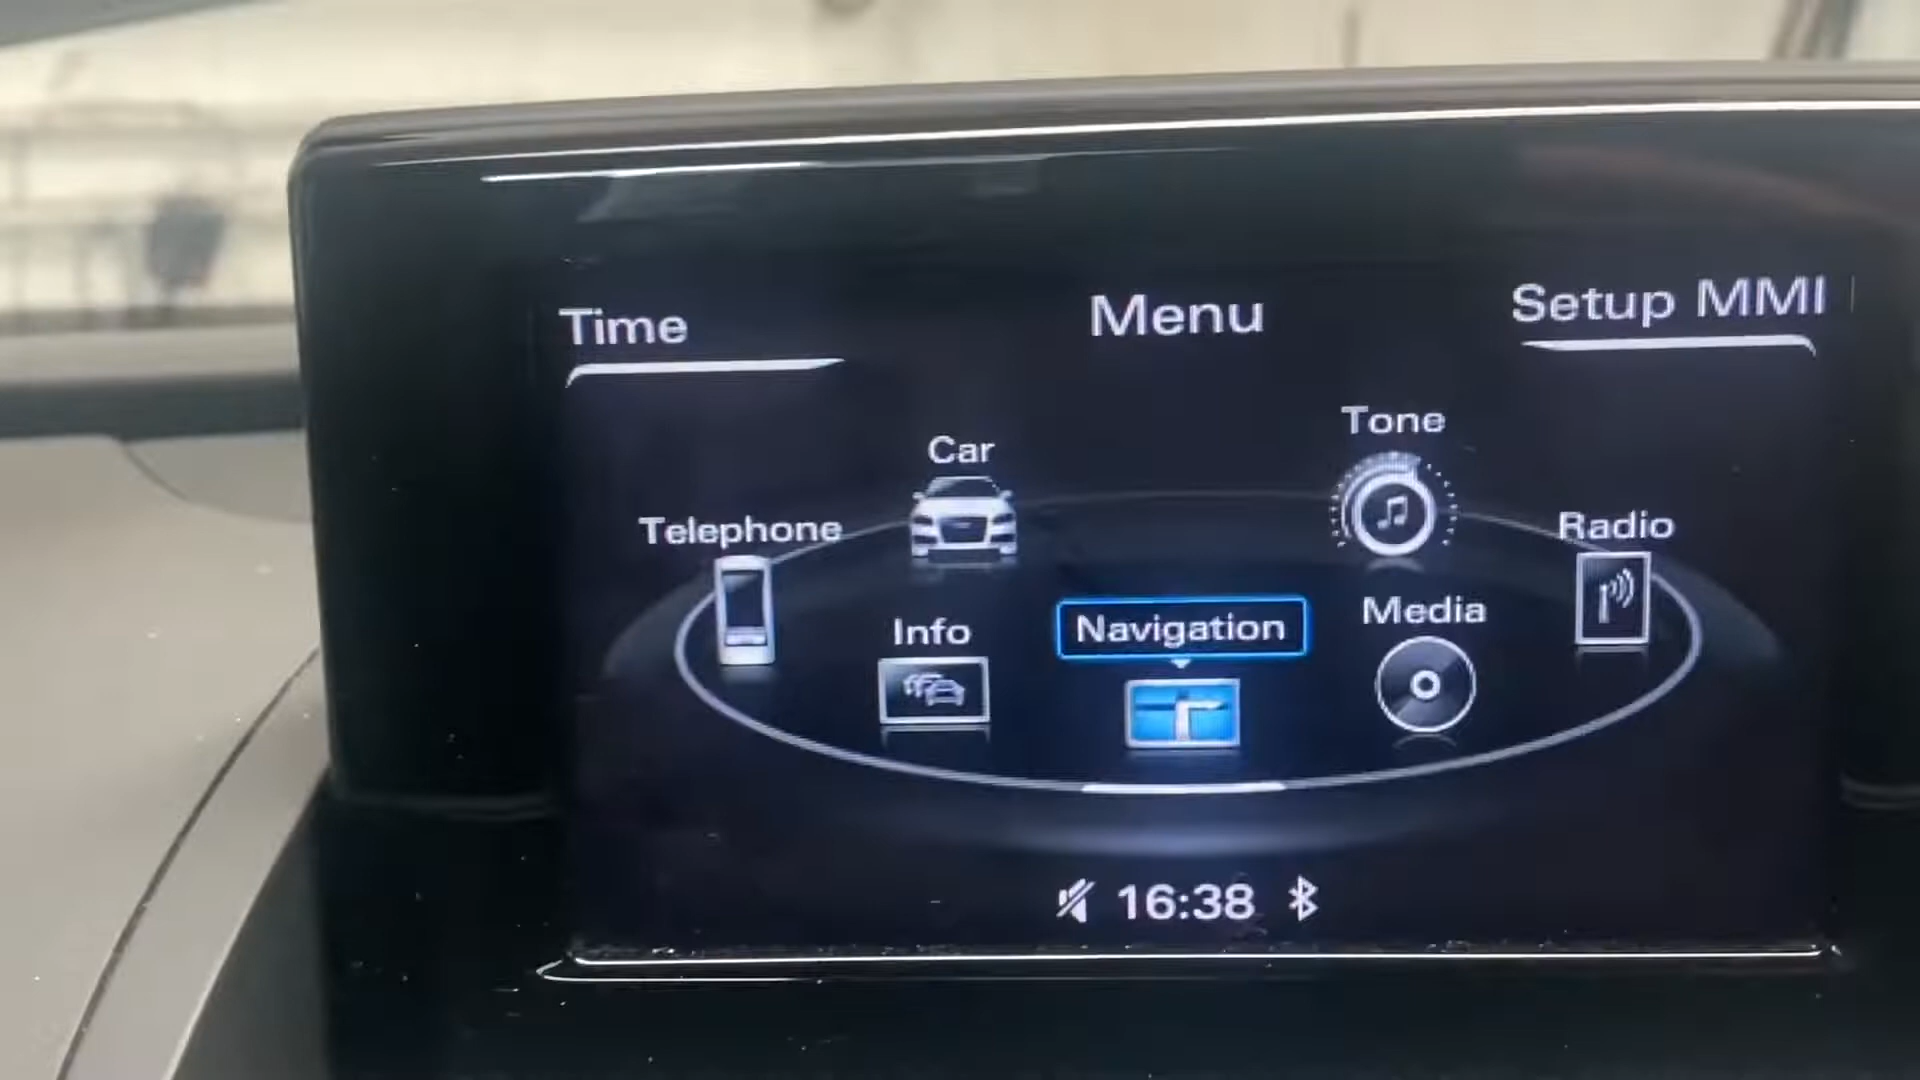 Time
Menu
Setup MMI
Car
Tone
Telephone
Radio
Info
Navigation
Media
16:38